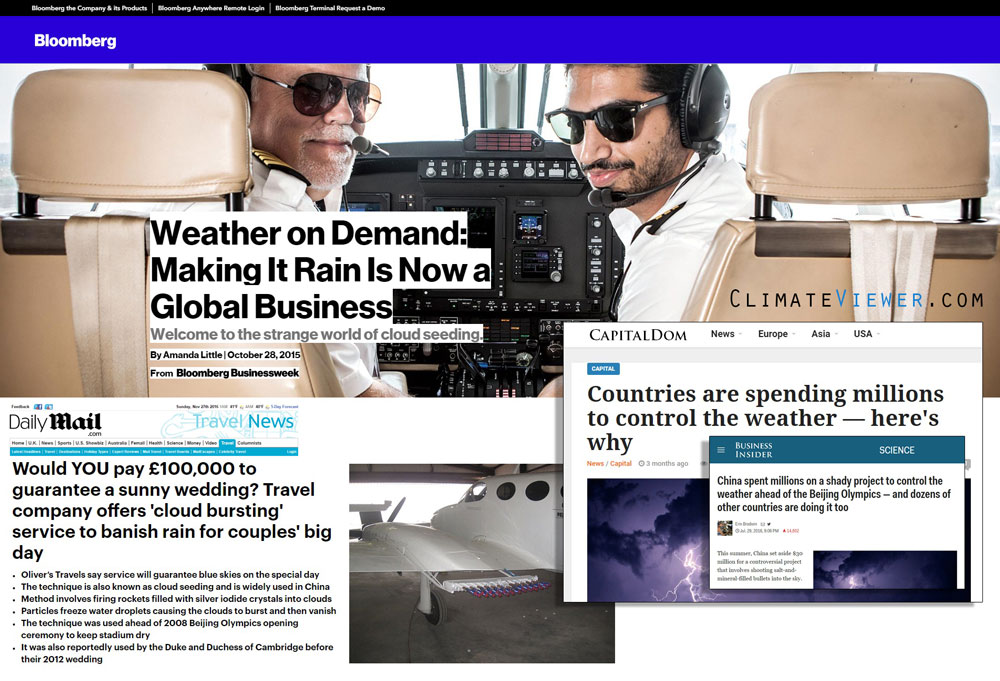 Bloomberg the Company & its Products
Bloomberg Anywhere Remote Login
Bloomberg Terminal Request a Demo
Bloomberg
Weather on Demand:
Making It Rain Is Now a
Global Business
Welcome to the strange world of cloud seeding.
By Amanda Little | October 28, 2015
From Bloomberg Businessweek
CLIMATEVIEWER.COM
Feedback
Daily Mail
.com
Travel News
Home U.K. News Sports U.S. Showbiz Australia Femail Health Science Money Video Travel Columnists
Login
Would YOU pay £100,000 to
guarantee a sunny wedding? Travel
company offers 'cloud bursting'
service to banish rain for couples' big
day
• Oliver's Travels say service will guarantee blue skies on the special day
• The technique is also known as cloud seeding and is widely used in China
• Method involves firing rockets filled with silver iodide crystals into clouds
• Particles freeze water droplets causing the clouds to burst and then vanish
• The technique was used ahead of 2008 Beijing Olympics opening
ceremony to keep stadium dry
• It was also reportedly used by the Duke and Duchess of Cambridge before
their 2012 wedding
CAPITALDOM
News Europe Asia USA
CAPITAL
Countries are spending millions
to control the weather — here's
why
News / Capital 3 months ago
BUSINESS
INSIDER
SCIENCE
China spent millions on a shady project to control the
weather ahead of the Beijing Olympics — and dozens of
other countries are doing it too
This summer, China set aside $30
million for a controversial project
that involves shooting salt-and-
mineral-filled bullets into the sky.